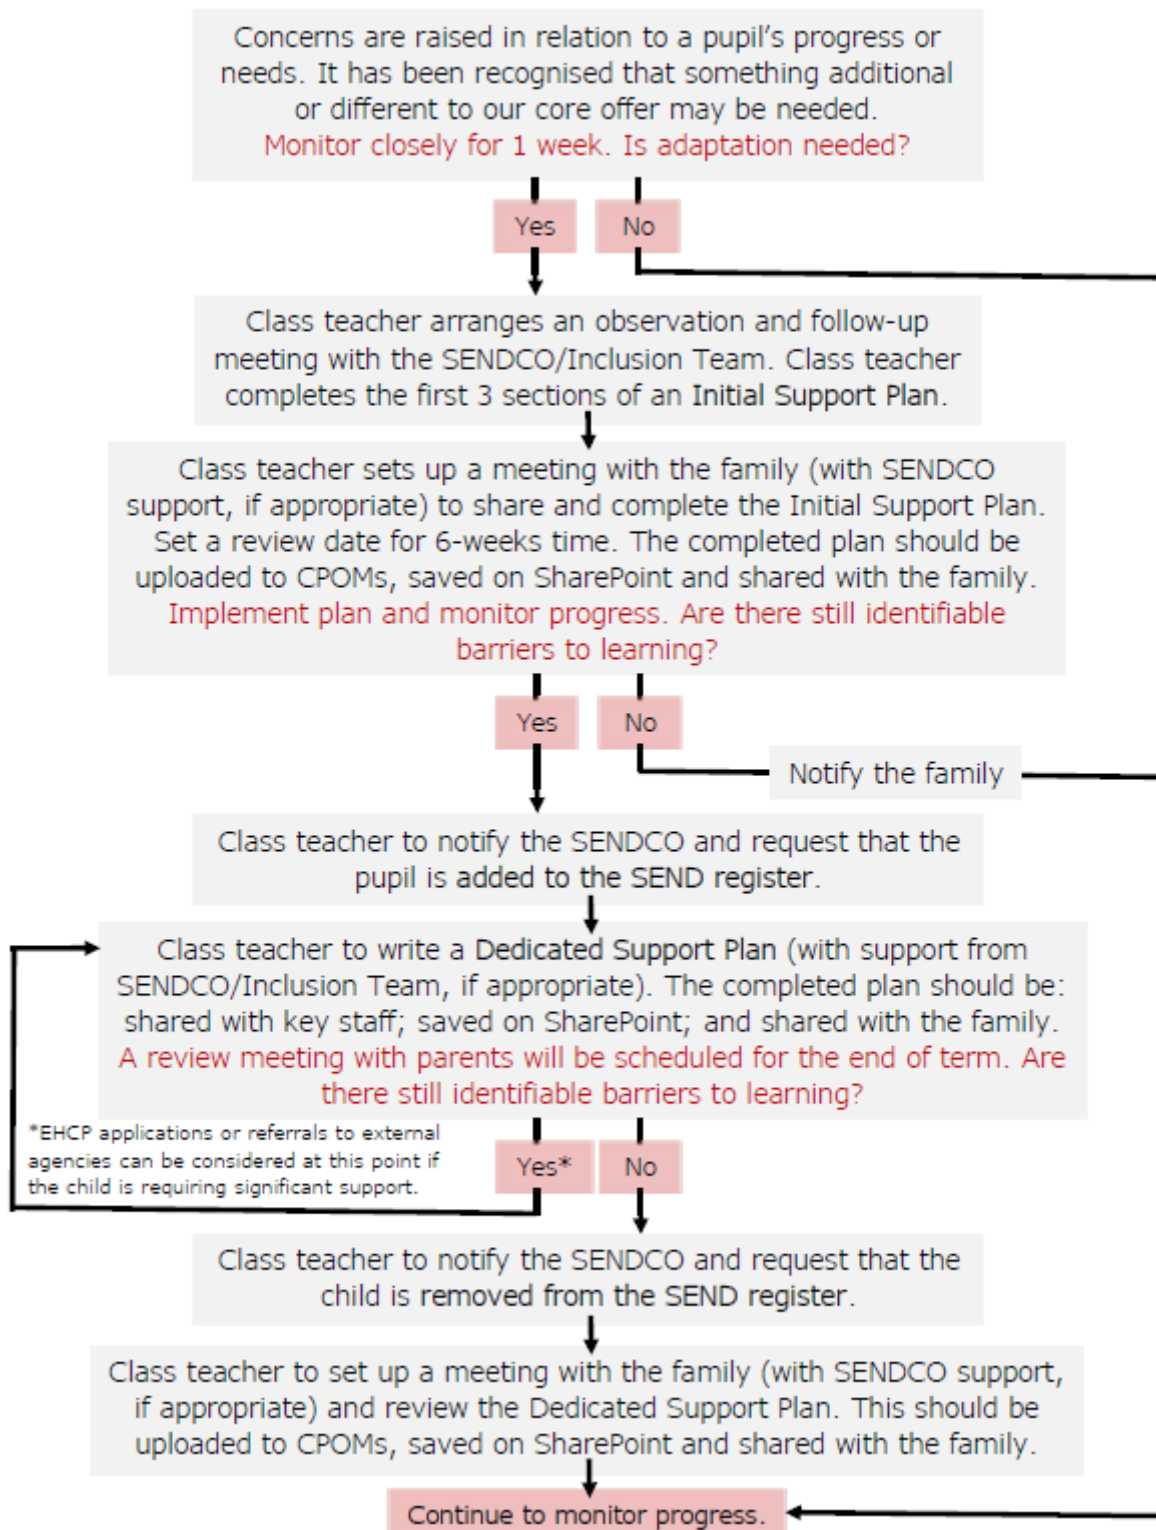 Concerns are raised in relation to a pupil's progress or
needs. It has been recognised that something additional
or different to our core offer may be needed.
Monitor closely for 1 week. Is adaptation needed?
Yes
No
Class teacher arranges an observation and follow-up
meeting with the SENDCO/Inclusion Team. Class teacher
completes the first 3 sections of an Initial Support Plan.
Class teacher sets up a meeting with the family (with SENDCO
support, if appropriate) to share and complete the Initial Support Plan.
Set a review date for 6-weeks time. The completed plan should be
uploaded to CPOMs, saved on SharePoint and shared with the family.
Implement plan and monitor progress. Are there still identifiable
barriers to learning?
Yes
No
Notify the family
Class teacher to notify the SENDCO and request that the
pupil is added to the SEND register.
Class teacher to write a Dedicated Support Plan (with support from
SENDCO/Inclusion Team, if appropriate). The completed plan should be:
shared with key staff; saved on SharePoint; and shared with the family.
A review meeting with parents will be scheduled for the end of term. Are
there still identifiable barriers to learning?
*EHCP applications or referrals to external
agencies can be considered at this point if
the child is requiring significant support.
Yes*
No
Class teacher to notify the SENDCO and request that the
child is removed from the SEND register.
Class teacher to set up a meeting with the family (with SENDCO support,
if appropriate) and review the Dedicated Support Plan. This should be
uploaded to CPOMs, saved on SharePoint and shared with the family.
Continue to monitor progress.